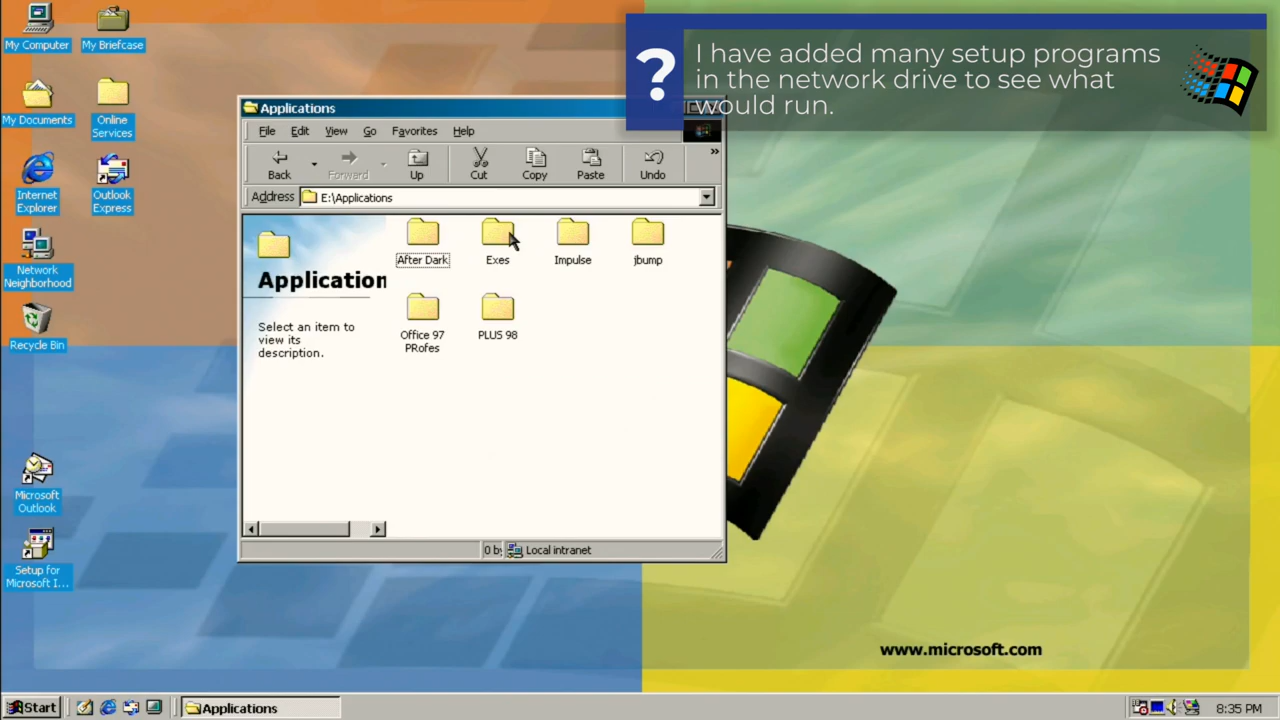 My Computer
My Briefcase
My Documents
Online
Services
Internet
Explorer
Outlook
Express
Network
Neighborhood
Recycle Bin
Microsoft
Outlook
Setup for
Microsoft I...
?
I have added many setup programs
in the network drive to see what
would run.
Applications
File Edit View Go Favorites Help
Back Forward Up Cut Copy Paste Undo »
Address E:\Applications
Application
Select an item to
view its
description.
After Dark Exes Impulse jbump
Office 97
PRofes
PLUS 98
0 by
Local intranet
www.microsoft.com
Start Applications 8:35 PM